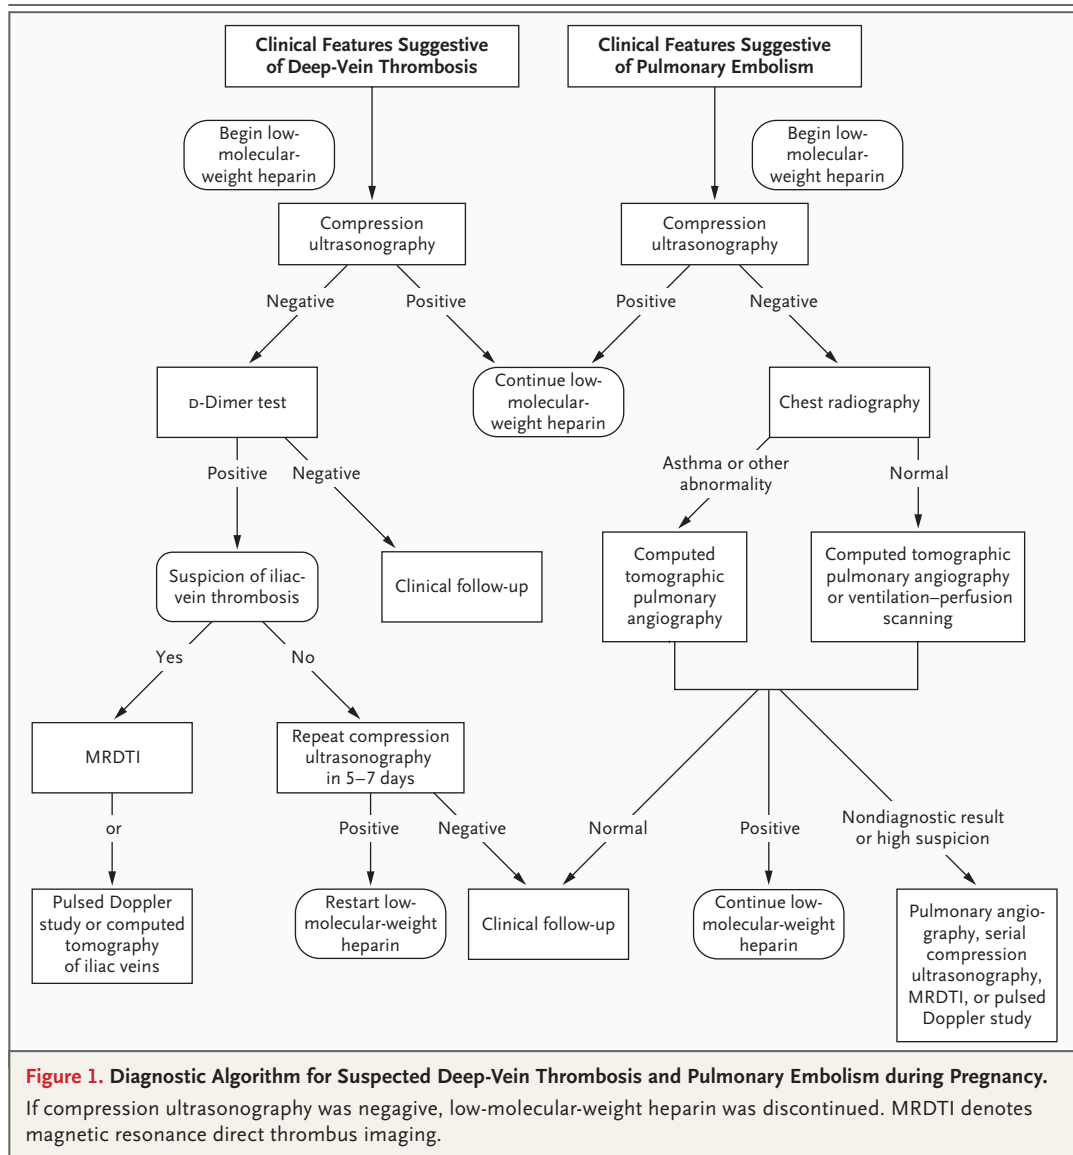 Clinical Features Suggestive
of Deep-Vein Thrombosis
Clinical Features Suggestive
of Pulmonary Embolism
Begin low-
molecular-
weight heparin
Begin low-
molecular-
weight heparin
Compression
ultrasonography
Compression
ultrasonography
Negative
Positive
Positive
Negative
D-Dimer test
Continue low-
molecular-
weight heparin
Chest radiography
Positive
Negative
Asthma or other
abnormality
Normal
Suspicion of iliac-
vein thrombosis
Clinical follow-up
Computed
tomographic
pulmonary
angiography
Computed tomographic
pulmonary angiography
or ventilation–perfusion
scanning
Yes
No
MRDTI
Repeat compression
ultrasonography
in 5–7 days
or
Positive
Negative
Normal
Positive
Nondiagnostic result
or high suspicion
Pulsed Doppler
study or computed
tomography
of iliac veins
Restart low-
molecular-weight
heparin
Clinical follow-up
Continue low-
molecular-weight
heparin
Pulmonary angio-
graphy, serial
compression
ultrasonography,
MRDTI, or pulsed
Doppler study
Figure 1. Diagnostic Algorithm for Suspected Deep-Vein Thrombosis and Pulmonary Embolism during Pregnancy.
If compression ultrasonography was negagive, low-molecular-weight heparin was discontinued. MRDTI denotes
magnetic resonance direct thrombus imaging.